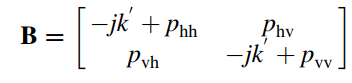 B = [ −jk′ + p_hh   p_hv
p_vh   −jk′ + p_vv ]